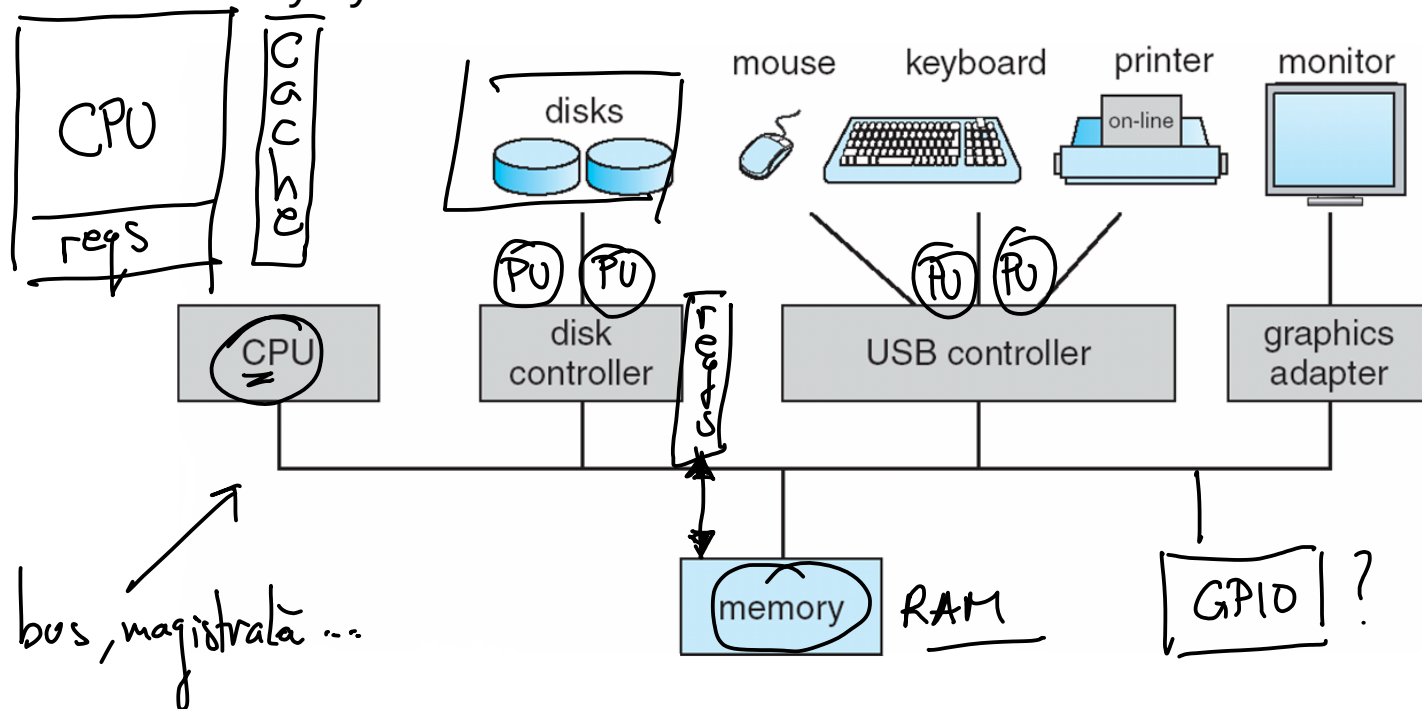 CPU
regs
Cache
disks
mouse
keyboard
printer
monitor
on-line
PU
PU
PU
PU
CPU
disk
controller
regs
USB controller
graphics
adapter
bus, magistrală ...
memory
RAM
GPIO ?